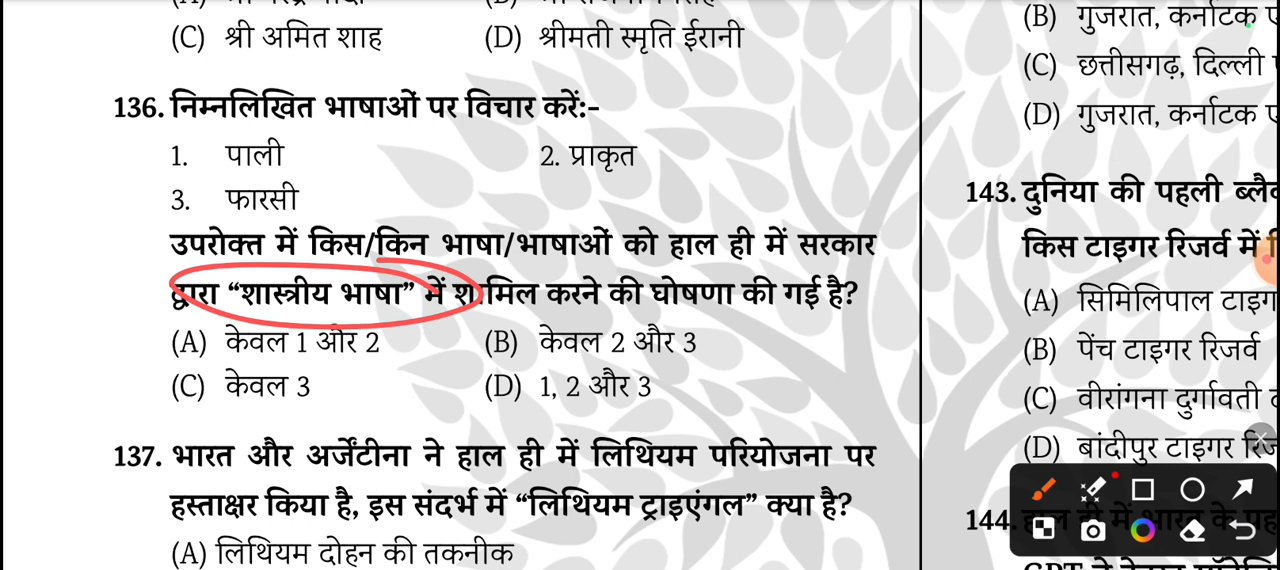 (C) श्री अमित शाह (D) श्रीमती स्मृति ईरानी
136. निम्नलिखित भाषाओं पर विचार करें:-
1. पाली 2. प्राकृत
3. फारसी
उपरोक्त में किस/किन भाषा/भाषाओं को हाल ही में सरकार
द्वारा “शास्त्रीय भाषा” में शामिल करने की घोषणा की गई है?
(A) केवल 1 और 2 (B) केवल 2 और 3
(C) केवल 3 (D) 1, 2 और 3
137. भारत और अर्जेंटीना ने हाल ही में लिथियम परियोजना पर
हस्ताक्षर किया है, इस संदर्भ में “लिथियम ट्राइएंगल” क्या है?
(A) लिथियम दोहन की तकनीक
(B) गुजरात, कर्नाटक
(C) छत्तीसगढ़, दिल्ली
(D) गुजरात, कर्नाटक
143. दुनिया की पहली
किस टाइगर रिजर्व में
(A) सिमिलिपाल
(B) पेंच टाइगर रिजर्व
(C) वीरांगना दुर्गावती
(D) बांदीपुर टाइगर
144.